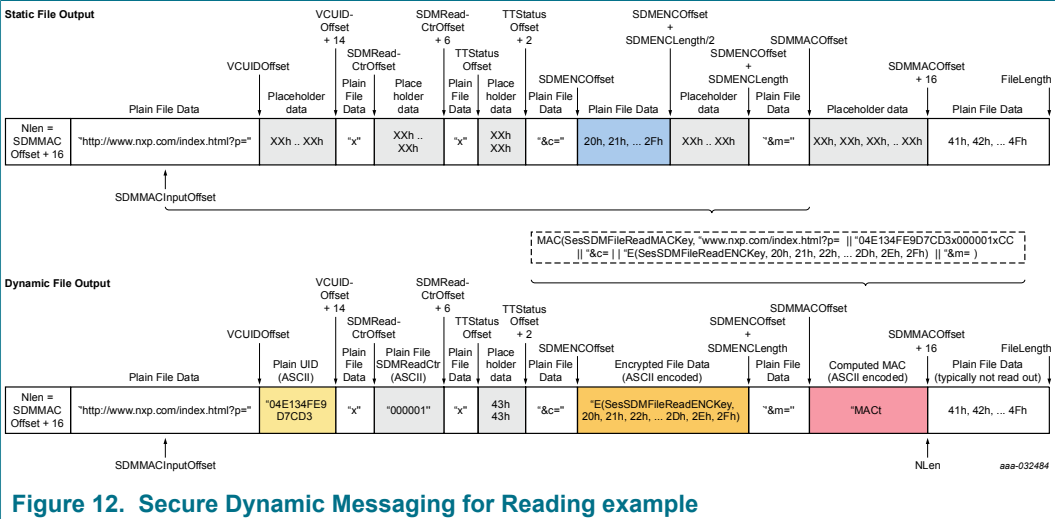 Static File Output
VCUID-
Offset
+ 14
SDMRead-
CtrOffset
+ 6
TTStatus
Offset
+ 2
SDMENCOffset
+
SDMENCLength/2
SDMMACOffset
VCUIDOffset
SDMRead-
CtrOffset
TTStatus
Offset
SDMENCOffset
SDMENCOffset
+
SDMENCLength
SDMMACOffset
+ 16
FileLength
Plain File Data
Placeholder
data
Plain
File
Data
Place
holder
data
Plain
File
Data
Place
holder
data
Plain File
Data
Plain File Data
Placeholder
data
Plain File
Data
Placeholder data
Plain File Data
Nlen =
SDMMAC
Offset + 16
"http://www.nxp.com/index.html?p="
XXh .. XXh
"x"
XXh ..
XXh
"x"
XXh
XXh
"&c="
20h, 21h, ... 2Fh
XXh .. XXh
"&m="
XXh, XXh, XXh, .. XXh
41h, 42h, ... 4Fh
SDMMACInputOffset
MAC(SesSDMFileReadMACKey, "www.nxp.com/index.html?p= || "04E134FE9D7CD3x000001xCC
|| "&c= | | "E(SesSDMFileReadENCKey, 20h, 21h, 22h, ... 2Dh, 2Eh, 2Fh) || "&m= )
Dynamic File Output
VCUID-
Offset
+ 14
SDMRead-
CtrOffset
+ 6
TTStatus
Offset
+ 2
SDMMACOffset
VCUIDOffset
SDMRead-
CtrOffset
TTStatus
Offset
SDMENCOffset
SDMENCOffset
+
SDMENCLength
SDMMACOffset
+ 16
FileLength
Plain File Data
Plain UID
(ASCII)
Plain
File
Data
Plain File
SDMReadCtr
(ASCII)
Plain
File
Data
Place
holder
data
Plain File
Data
Encrypted File Data
(ASCII encoded)
Plain File
Data
Computed MAC
(ASCII encoded)
Plain File Data
(typically not read out)
Nlen =
SDMMAC
Offset + 16
"http://www.nxp.com/index.html?p="
"04E134FE9
D7CD3
"x"
"000001"
"x"
43h
43h
"&c="
"E(SesSDMFileReadENCKey,
20h, 21h, 22h, ... 2Dh, 2Eh, 2Fh)
"&m="
"MACt
41h, 42h, ... 4Fh
SDMMACInputOffset
NLen
aaa-032484
Figure 12. Secure Dynamic Messaging for Reading example